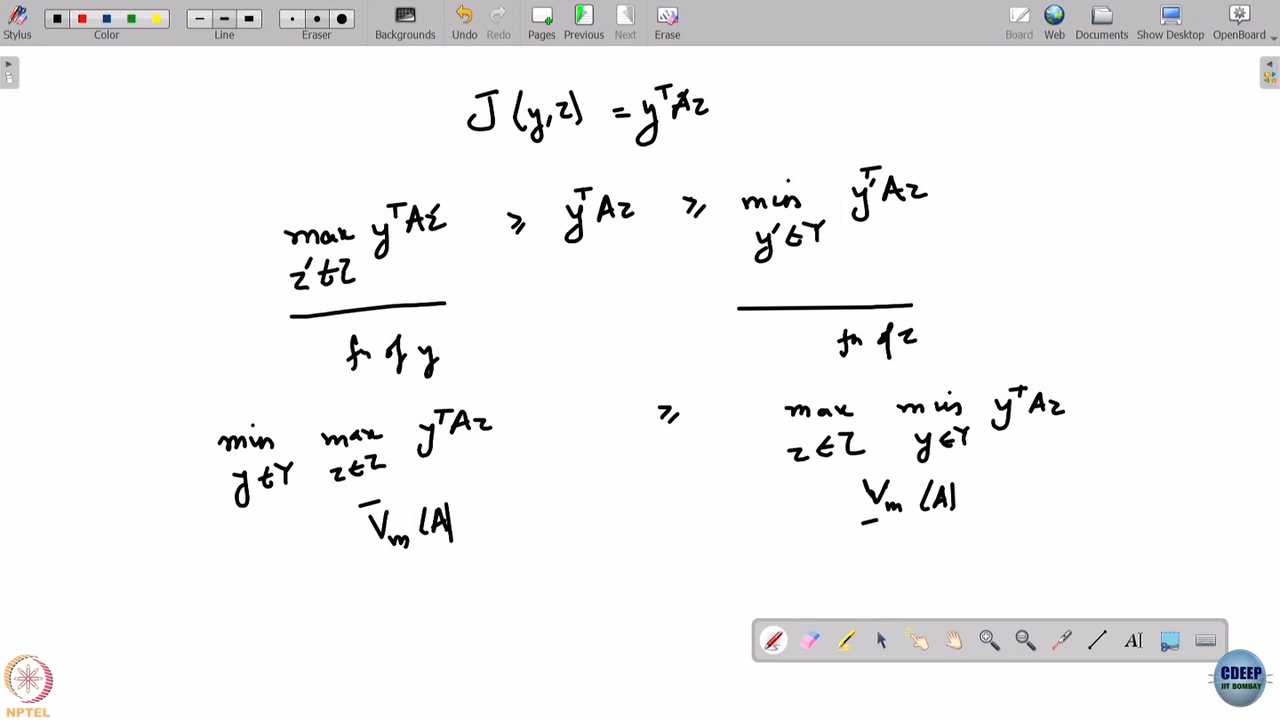 Stylus Color Line Eraser Backgrounds Undo Redo Pages Previous Next Erase Board Web Documents Show Desktop OpenBoard
J (y,z) = yᵀAz
max yᵀAz′ ≥ yᵀAz ≥ min y′ᵀAz
z′∈Z y′∈Y
fn of y fn of z
min max yᵀAz ≥ max min yᵀAz
y∈Y z∈Z z∈Z y∈Y
V̅m (A) V̲m (A)
NPTEL
CDEEP
IIT BOMBAY